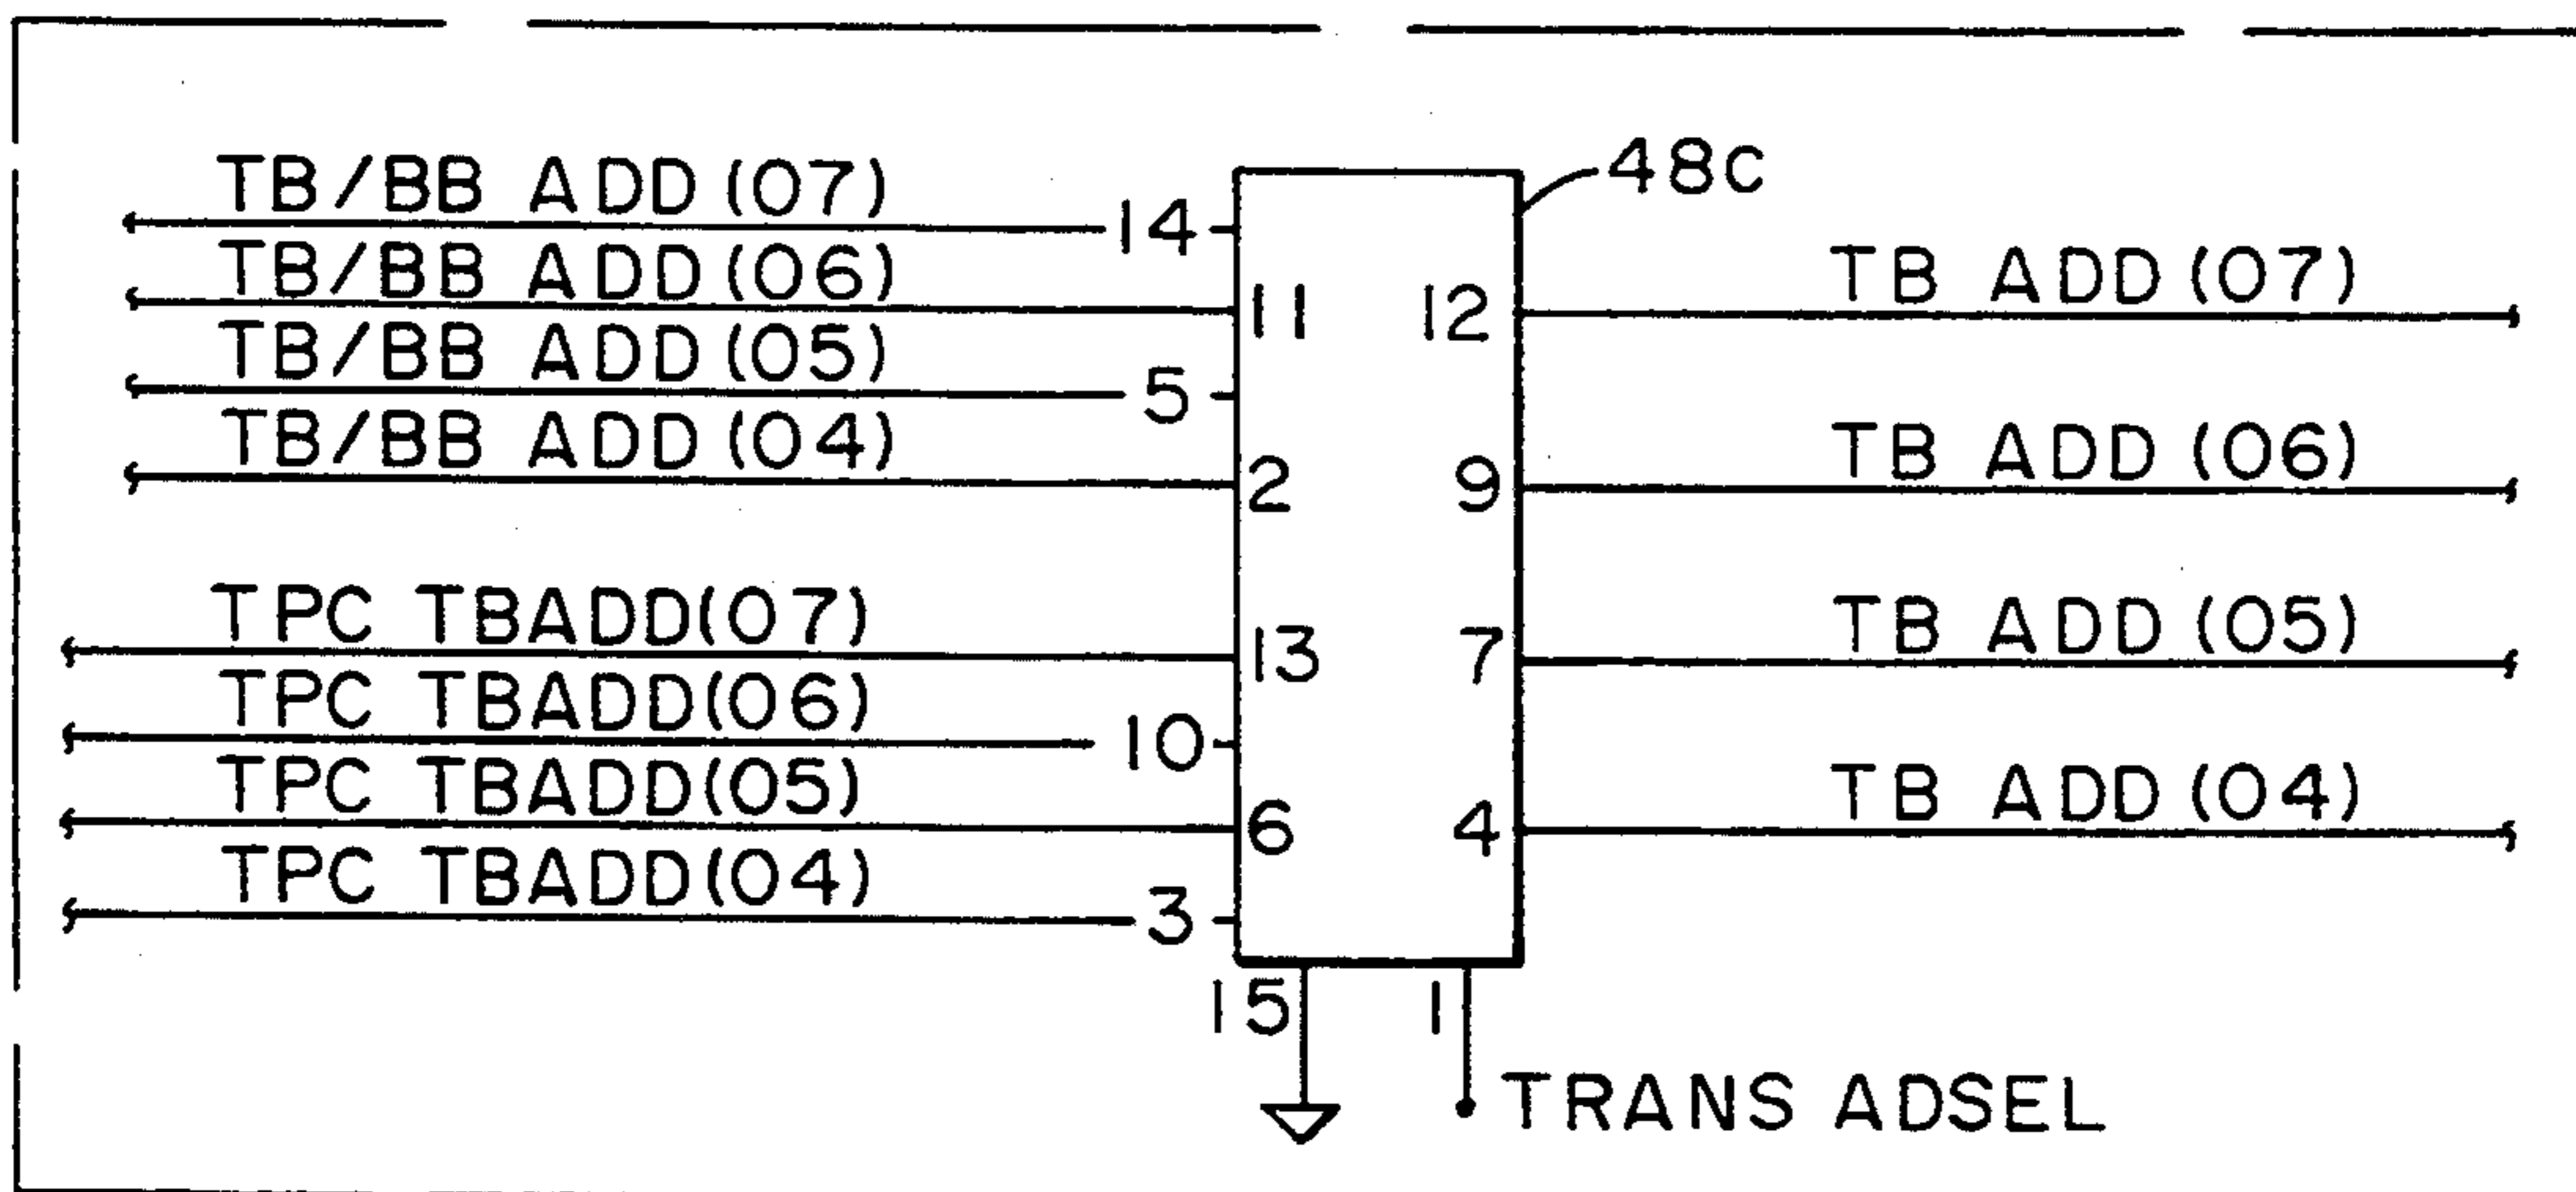 TB/BB ADD (07)
14
48C
TB/BB ADD (06)
11
12
TB ADD (07)
TB/BB ADD (05)
5
TB/BB ADD (04)
2
9
TB ADD (06)
TPC TBADD(07)
13
7
TB ADD (05)
TPC TBADD(06)
10
TPC TBADD(05)
6
4
TB ADD (04)
TPC TBADD(04)
3
15
1
TRANS ADSEL